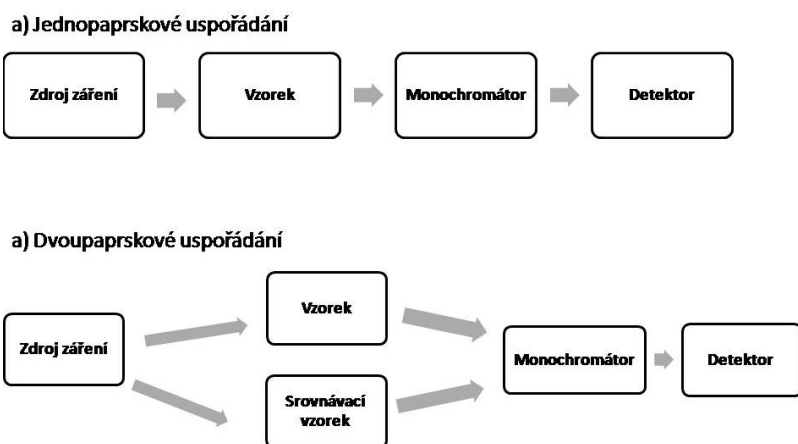 a) Jednopaprskové uspořádání
Zdroj záření
Vzorek
Monochromátor
Detektor
a) Dvoupaprskové uspořádání
Zdroj záření
Vzorek
Srovnávací
vzorek
Monochromátor
Detektor